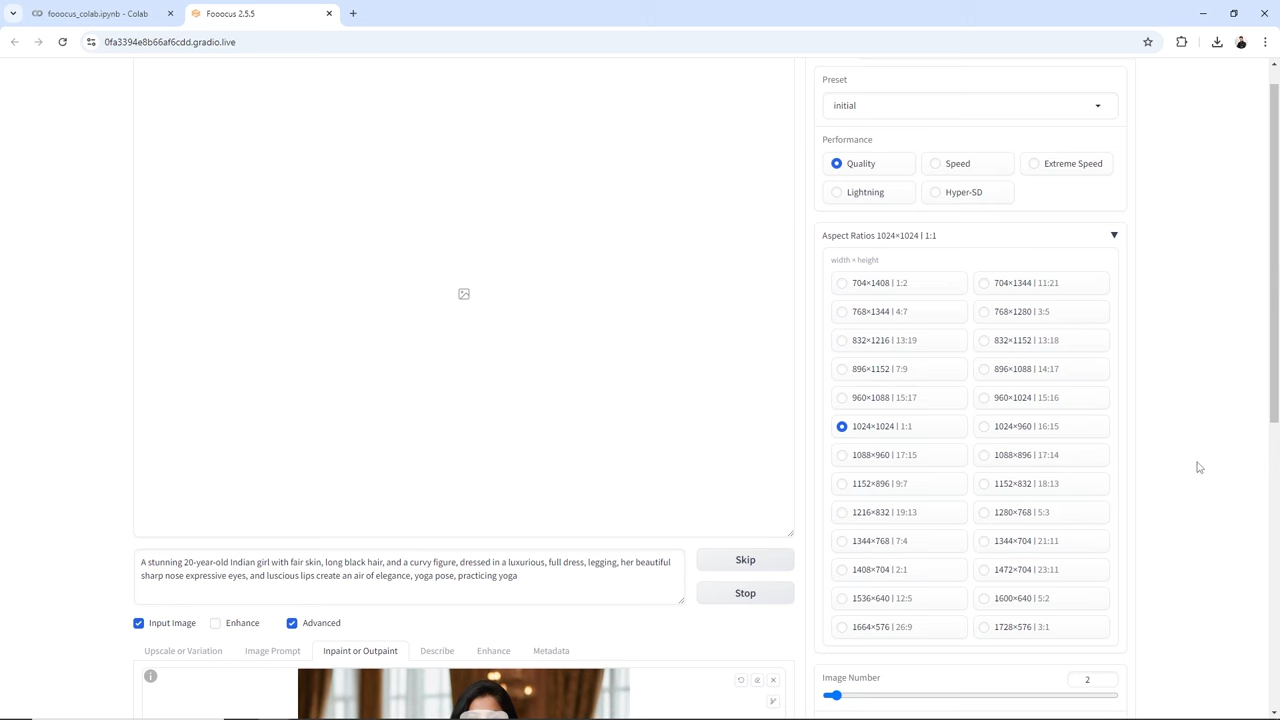 fooocus_colab.ipynb - Colab
Fooocus 2.5.5
0fa3394e8b66af6cdd.gradio.live
Preset
initial
Performance
Quality
Speed
Extreme Speed
Lightning
Hyper-SD
Aspect Ratios 1024×1024 | 1:1
width × height
704×1408 | 1:2
704×1344 | 11:21
768×1344 | 4:7
768×1280 | 3:5
832×1216 | 13:19
832×1152 | 13:18
896×1152 | 7:9
896×1088 | 14:17
960×1088 | 15:17
960×1024 | 15:16
1024×1024 | 1:1
1024×960 | 16:15
1088×960 | 17:15
1088×896 | 17:14
1152×896 | 9:7
1152×832 | 18:13
1216×832 | 19:13
1280×768 | 5:3
1344×768 | 7:4
1344×704 | 21:11
1408×704 | 2:1
1472×704 | 23:11
1536×640 | 12:5
1600×640 | 5:2
1664×576 | 26:9
1728×576 | 3:1
A stunning 20-year-old Indian girl with fair skin, long black hair, and a curvy figure, dressed in a luxurious, full dress, legging, her beautiful
sharp nose expressive eyes, and luscious lips create an air of elegance, yoga pose, practicing yoga
Skip
Stop
Input Image
Enhance
Advanced
Upscale or Variation
Image Prompt
Inpaint or Outpaint
Describe
Enhance
Metadata
Image Number
2